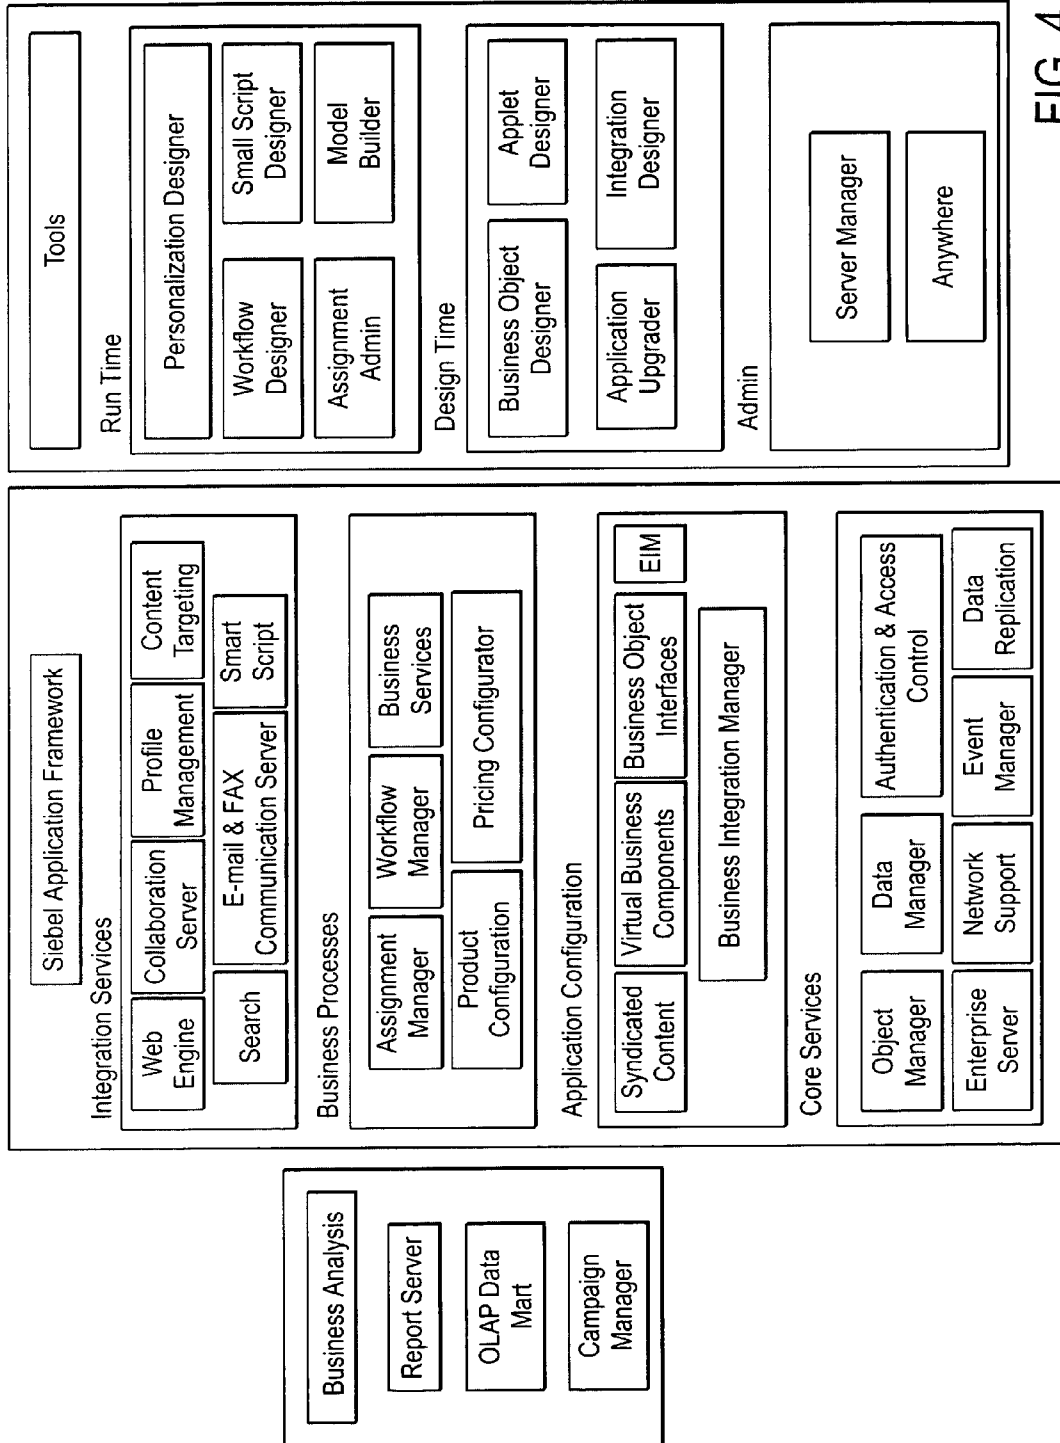 Business Analysis
Report Server
OLAP Data
Mart
Campaign
Manager
Siebel Application Framework
Integration Services
Web
Engine
Collaboration
Server
Profile
Management
Content
Targeting
Search
E-mail & FAX
Communication Server
Smart
Script
Business Processes
Assignment
Manager
Workflow
Manager
Business
Services
Product
Configuration
Pricing Configurator
Application Configuration
Syndicated
Content
Virtual Business
Components
Business Object
Interfaces
EIM
Business Integration Manager
Core Services
Object
Manager
Data
Manager
Authentication & Access
Control
Enterprise
Server
Network
Support
Event
Manager
Data
Replication
Tools
Run Time
Personalization Designer
Workflow
Designer
Small Script
Designer
Assignment
Admin
Model
Builder
Design Time
Business Object
Designer
Applet
Designer
Application
Upgrader
Integration
Designer
Admin
Server Manager
Anywhere
FIG. 4